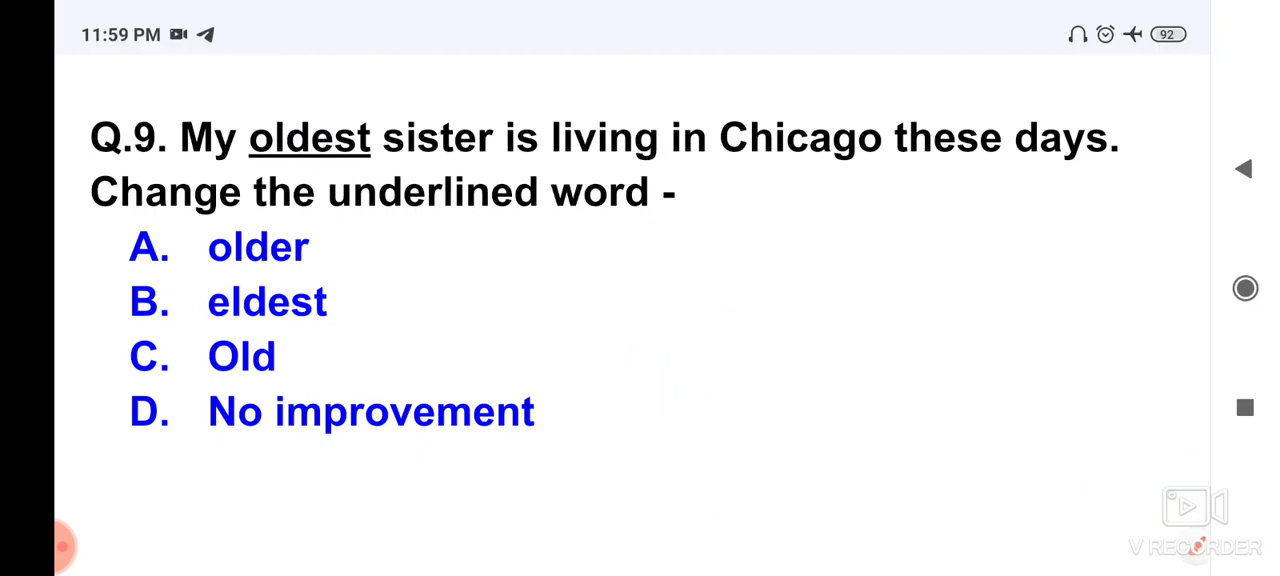 11:59 PM
92
Q.9. My oldest sister is living in Chicago these days.
Change the underlined word -
A. older
B. eldest
C. Old
D. No improvement
V RECORDER